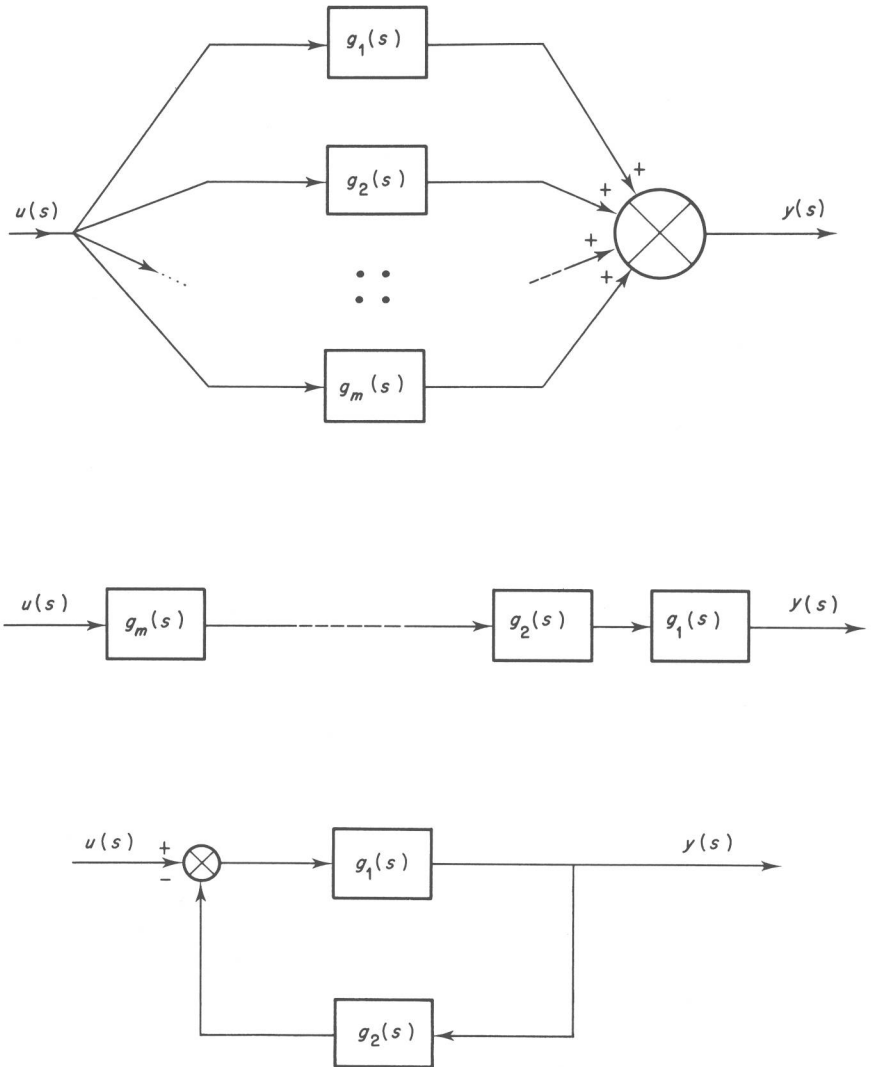 g₁(s)
+
g₂(s)
+
u(s)
y(s)
+
+
gₘ(s)
u(s)
gₘ(s)
g₂(s)
g₁(s)
y(s)
u(s)
+
−
g₁(s)
y(s)
g₂(s)